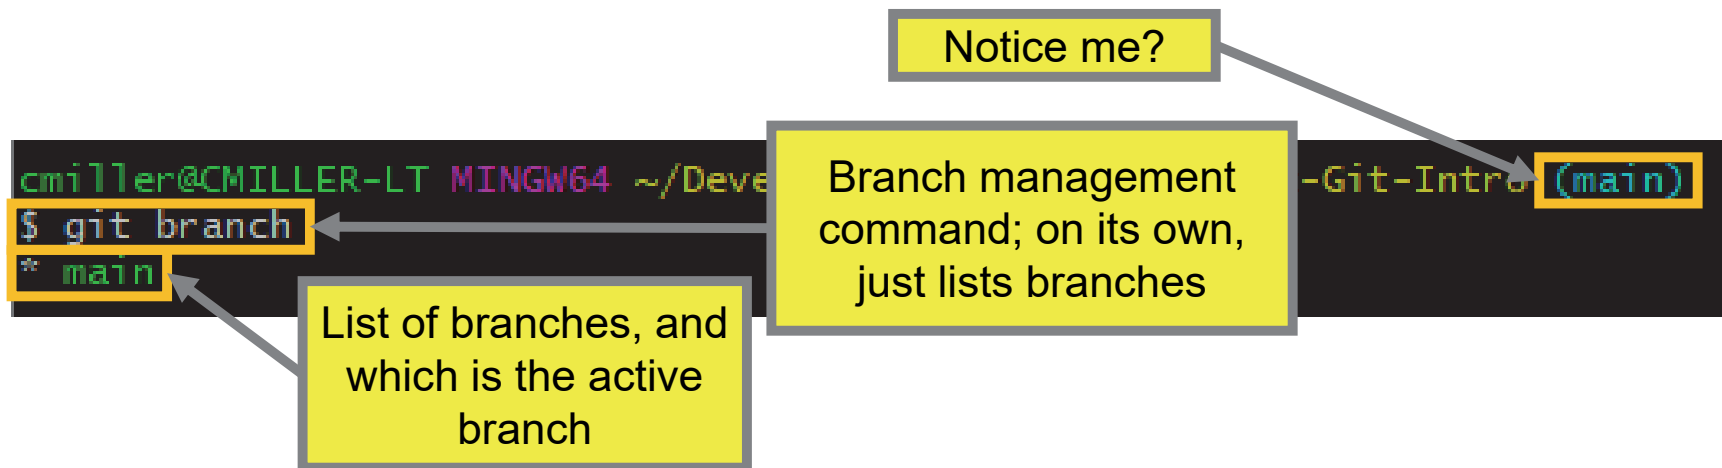 Notice me?
cmiller@CMILLER-LT MINGW64 ~/Deve
-Git-Intro (main)
$ git branch
* main
Branch management
command; on its own,
just lists branches
List of branches, and
which is the active
branch